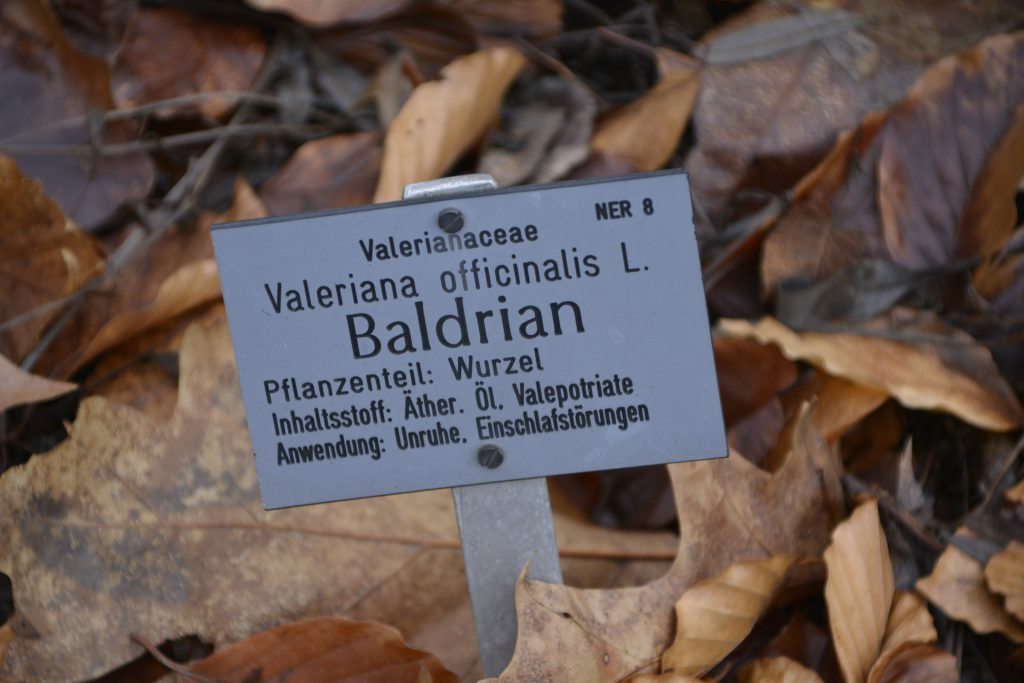 NER 8
Valerianaceae
Valeriana officinalis L.
Baldrian
Pflanzenteil: Wurzel
Inhaltsstoff: Äther. Öl, Valepotriate
Anwendung: Unruhe, Einschlafstörungen